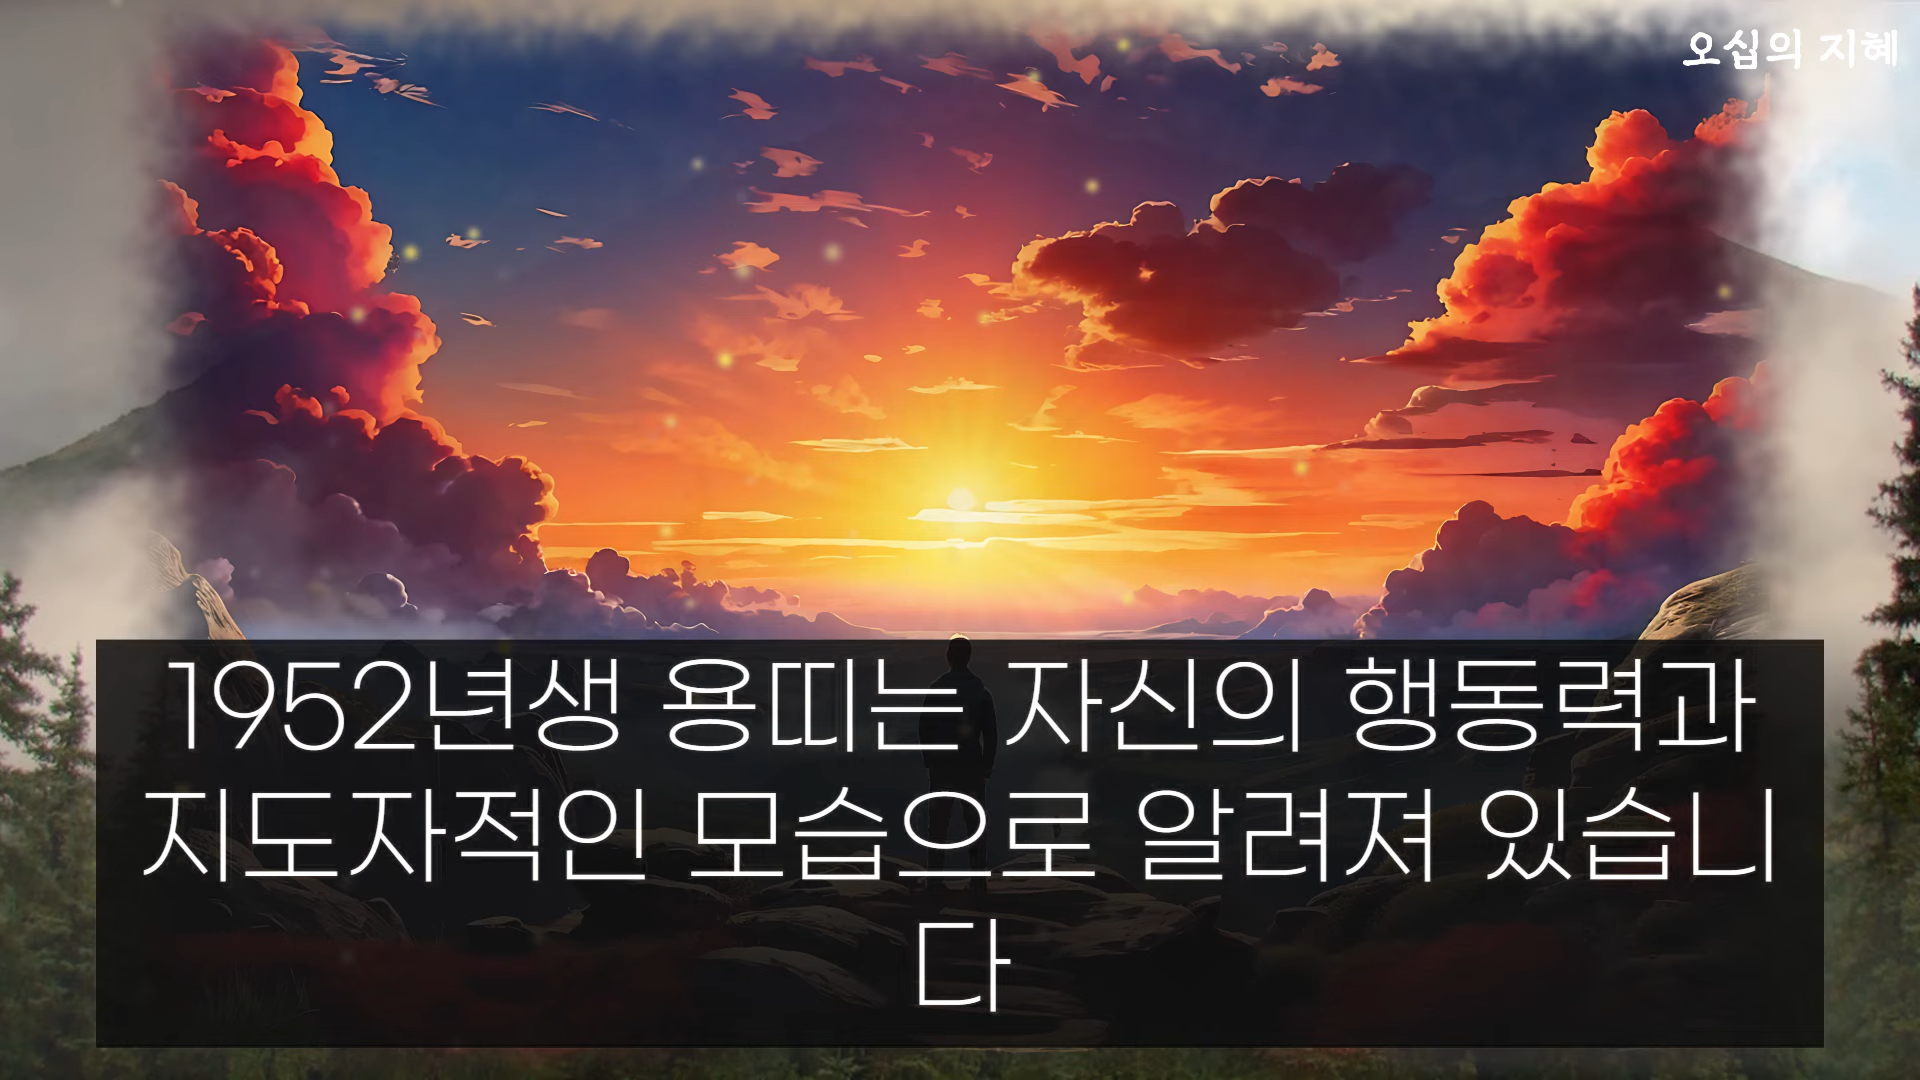 오십의 지혜
1952년생 용띠는 자신의 행동력과
지도자적인 모습으로 알려져 있습니
다